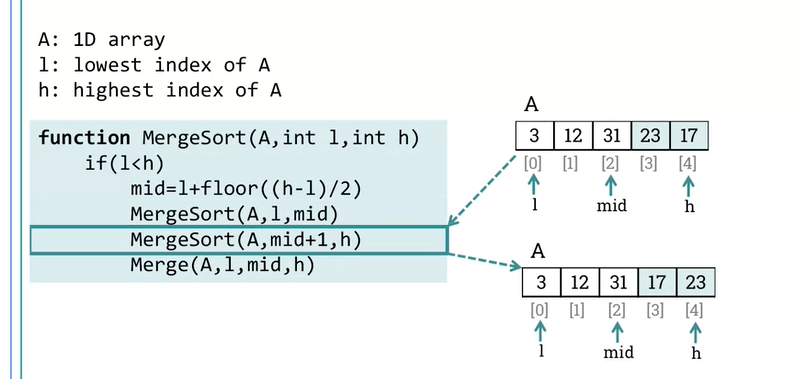 A: 1D array
l: lowest index of A
h: highest index of A
function MergeSort(A,int l,int h)
if(l<h)
mid=l+floor((h-l)/2)
MergeSort(A,l,mid)
MergeSort(A,mid+1,h)
Merge(A,l,mid,h)
A
3 12 31 23 17
[0] [1] [2] [3] [4]
l mid h
A
3 12 31 17 23
[0] [1] [2] [3] [4]
l mid h